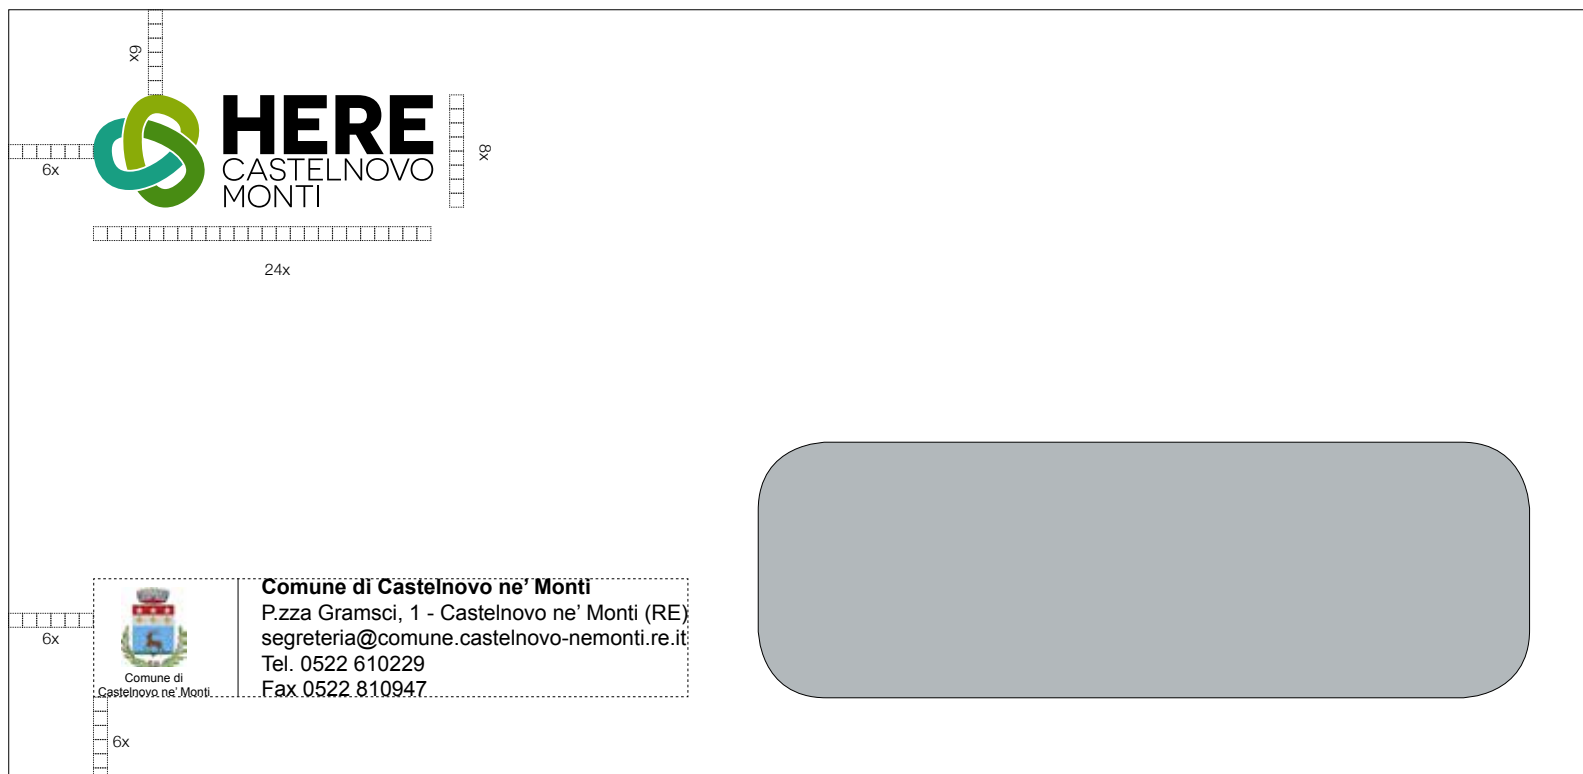 6x
HERE
CASTELNOVO
MONTI
8x
6x
24x
Comune di Castelnovo ne’ Monti
P.zza Gramsci, 1 - Castelnovo ne’ Monti (RE)
segreteria@comune.castelnovo-nemonti.re.it
Tel. 0522 610229
Fax 0522 810947
Comune di
Castelnovo ne’ Monti
6x
6x